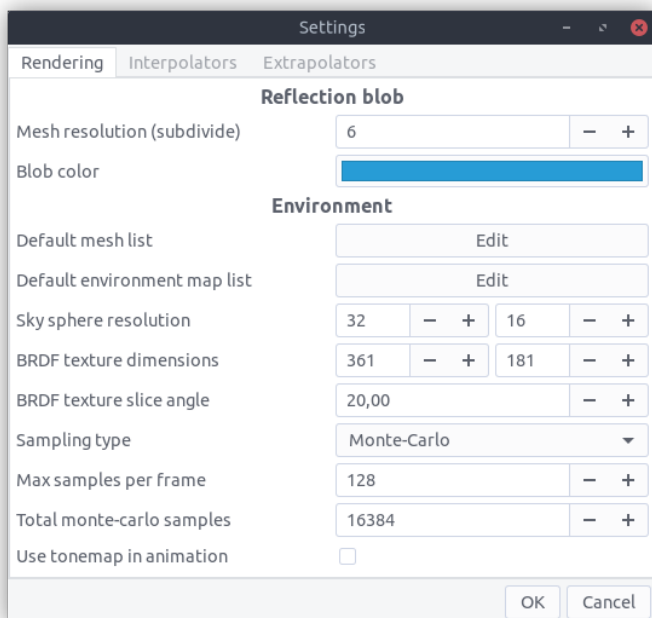 Settings
Rendering Interpolators Extrapolators
Reflection blob
Mesh resolution (subdivide) 6
Blob color
Environment
Default mesh list Edit
Default environment map list Edit
Sky sphere resolution 32 16
BRDF texture dimensions 361 181
BRDF texture slice angle 20,00
Sampling type Monte-Carlo
Max samples per frame 128
Total monte-carlo samples 16384
Use tonemap in animation
OK Cancel